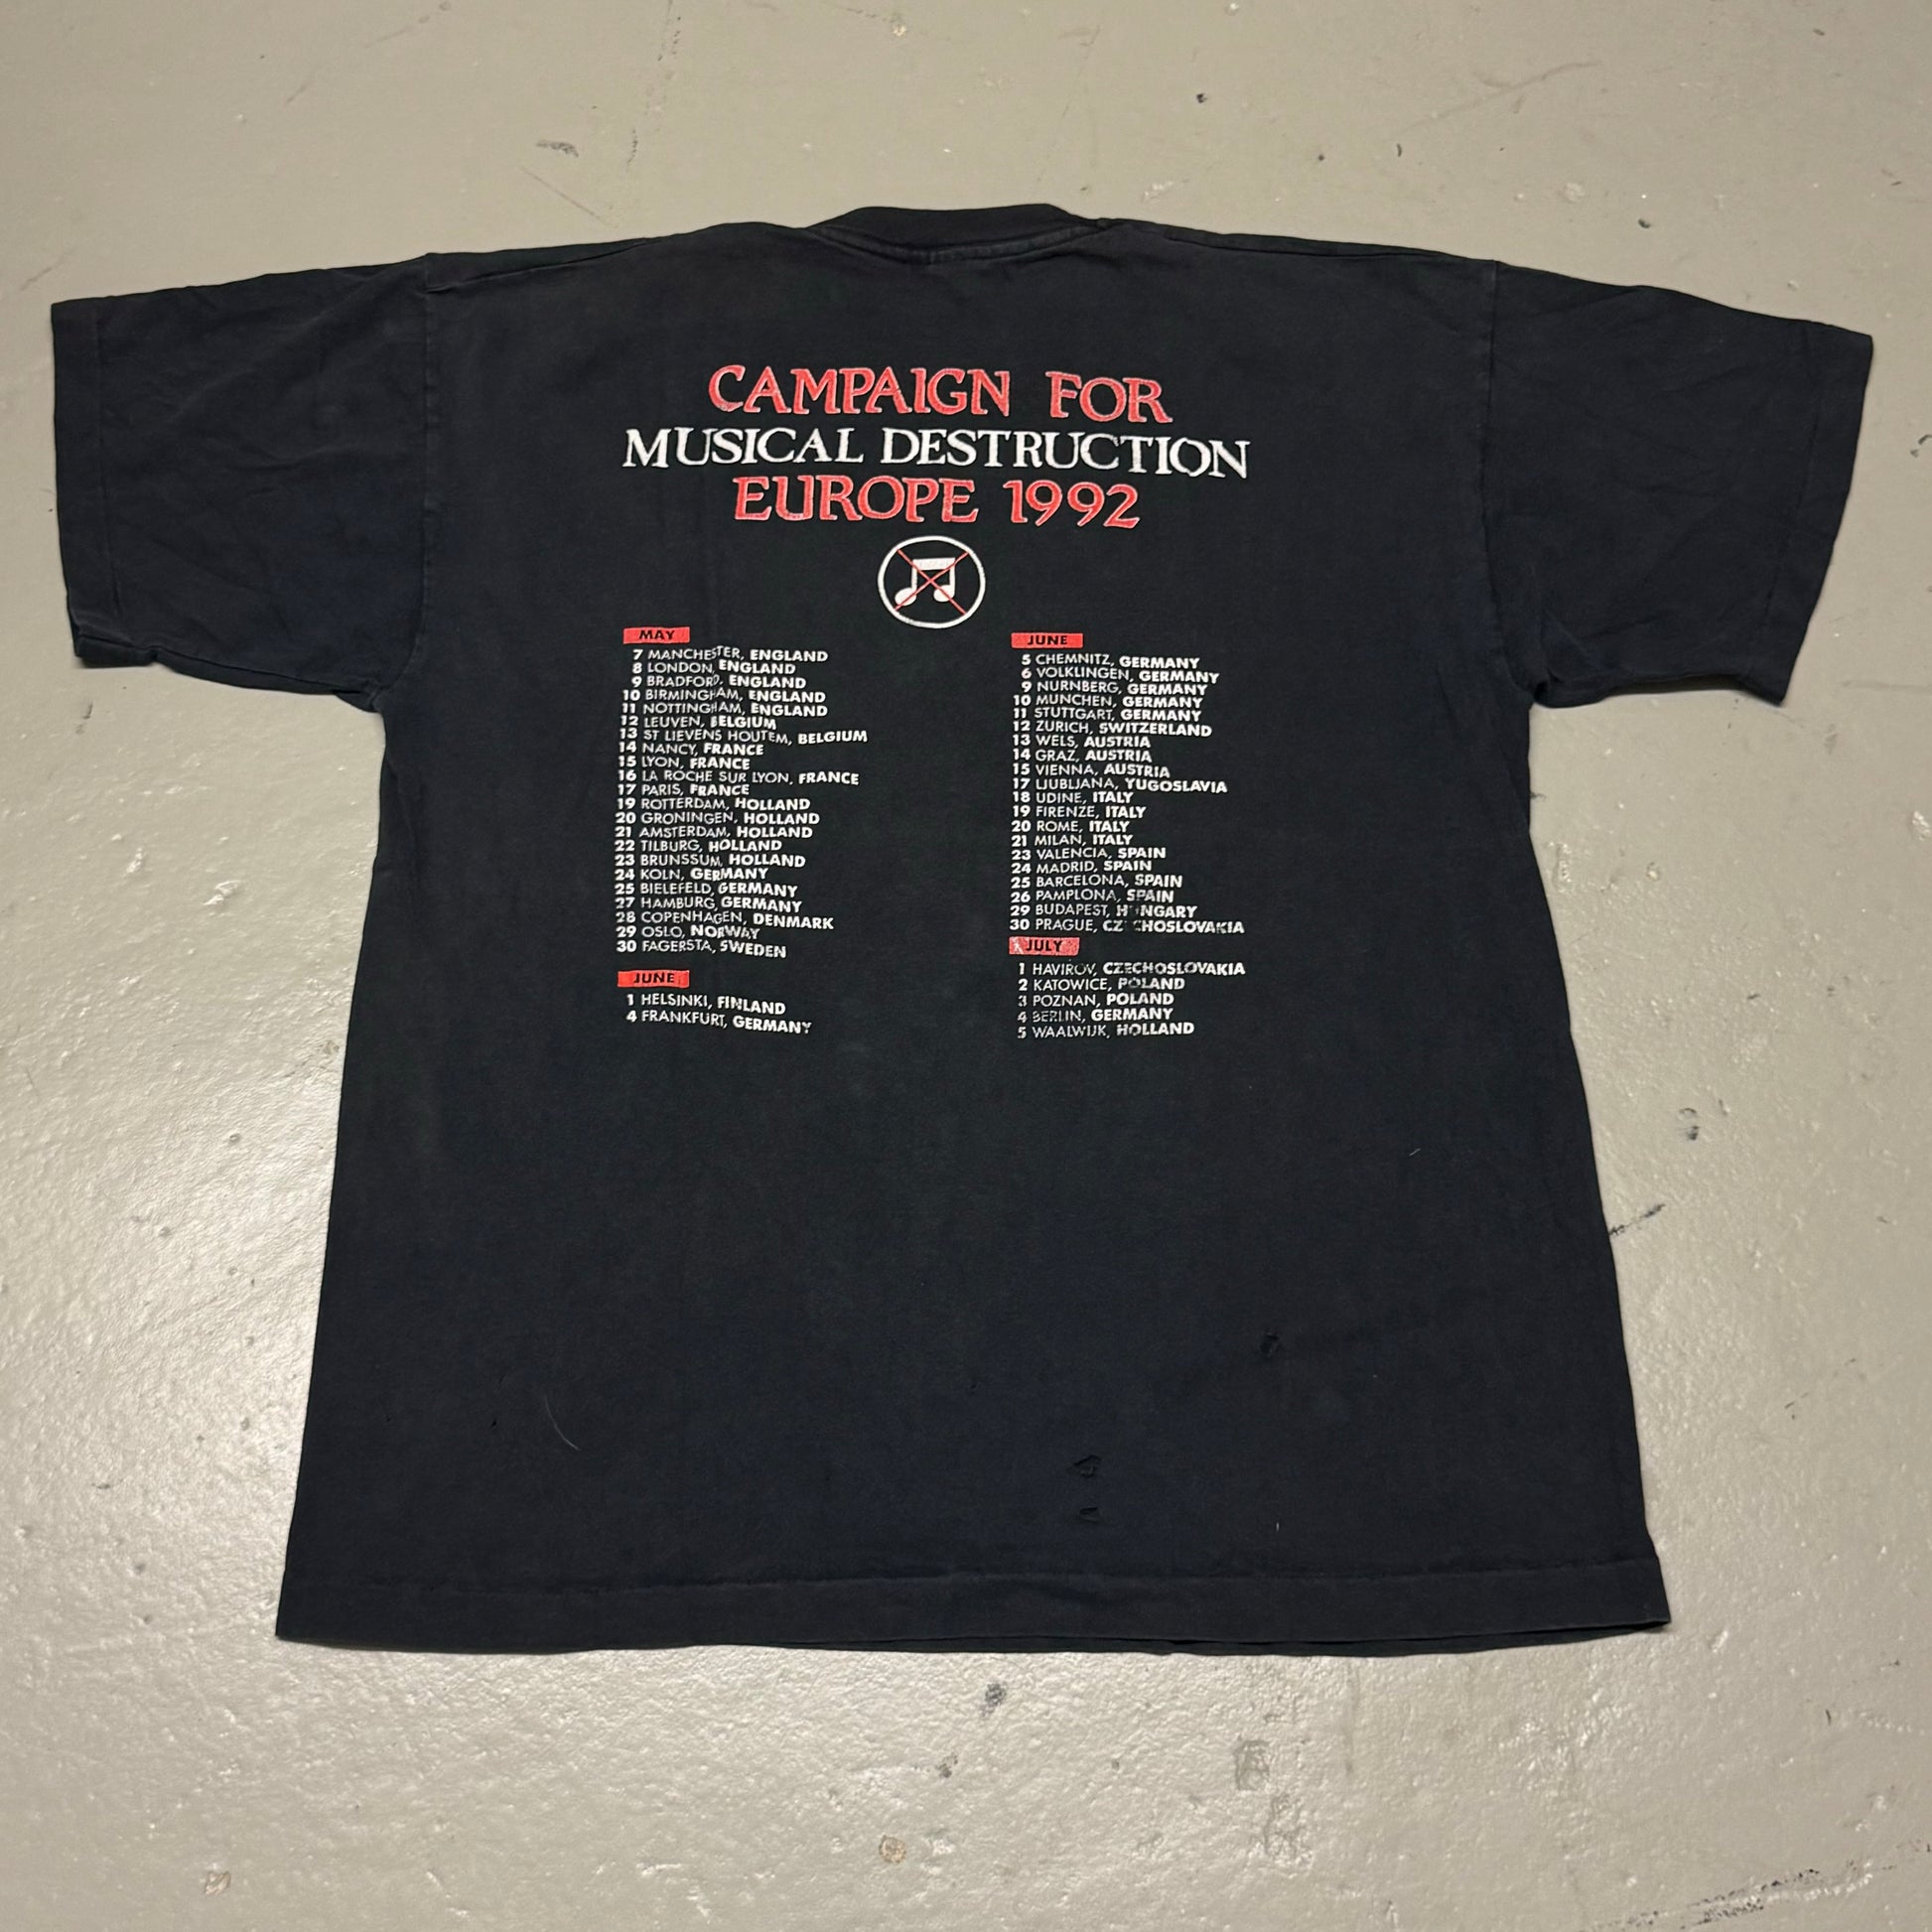 CAMPAIGN FOR
MUSICAL DESTRUCTION
EUROPE 1992
MAY
7 MANCHESTER, ENGLAND
8 LONDON, ENGLAND
9 BRADFORD, ENGLAND
10 BIRMINGHAM, ENGLAND
11 NOTTINGHAM, ENGLAND
12 LEUVEN, BELGIUM
13 ST LIEVENS HOUTEM, BELGIUM
14 NANCY, FRANCE
15 LYON, FRANCE
16 LA ROCHE SUR LYON, FRANCE
17 PARIS, FRANCE
19 ROTTERDAM, HOLLAND
20 GRONINGEN, HOLLAND
21 AMSTERDAM, HOLLAND
22 TILBURG, HOLLAND
23 BRUNSSUM, HOLLAND
24 KOLN, GERMANY
25 BIELEFELD, GERMANY
27 HAMBURG, GERMANY
28 COPENHAGEN, DENMARK
29 OSLO, NORWAY
30 FAGERSTA, SWEDEN
JUNE
1 HELSINKI, FINLAND
4 FRANKFURT, GERMANY
JUNE
5 CHEMNITZ, GERMANY
6 VOLKLINGEN, GERMANY
9 NURNBERG, GERMANY
10 MUNCHEN, GERMANY
11 STUTTGART, GERMANY
12 ZURICH, SWITZERLAND
13 WELS, AUSTRIA
14 GRAZ, AUSTRIA
15 VIENNA, AUSTRIA
17 LJUBLJANA, YUGOSLAVIA
18 UDINE, ITALY
19 FIRENZE, ITALY
20 ROME, ITALY
21 MILAN, ITALY
23 VALENCIA, SPAIN
24 MADRID, SPAIN
25 BARCELONA, SPAIN
26 PAMPLONA, SPAIN
29 BUDAPEST, HUNGARY
30 PRAGUE, CZECHOSLOVAKIA
JULY
1 HAVIROV, CZECHOSLOVAKIA
2 KATOWICE, POLAND
3 POZNAN, POLAND
4 BERLIN, GERMANY
5 WAALWIJK, HOLLAND